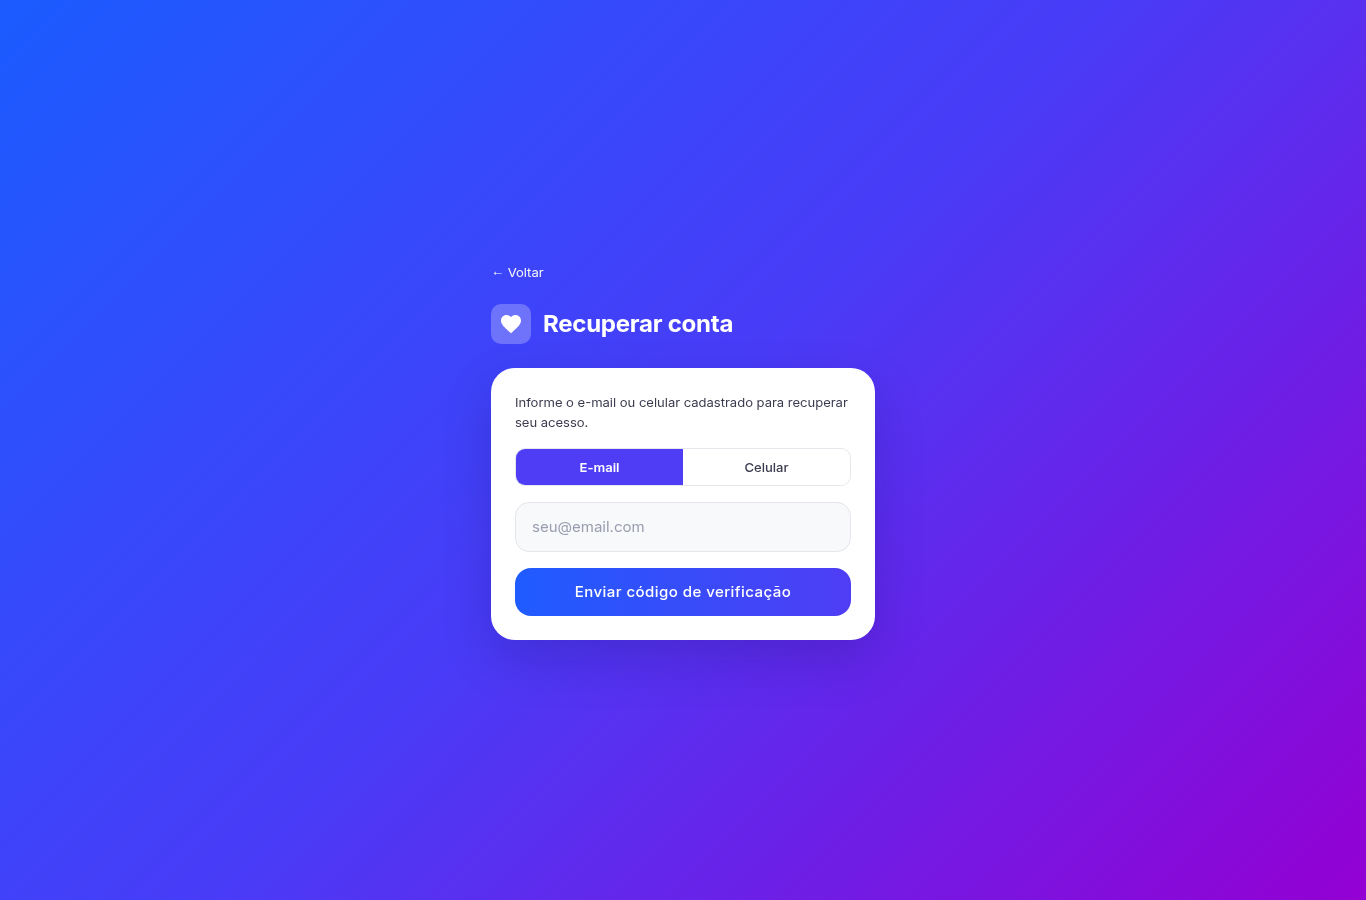 ← Voltar
Recuperar conta
Informe o e-mail ou celular cadastrado para recuperar
seu acesso.
E-mail
Celular
seu@email.com
Enviar código de verificação